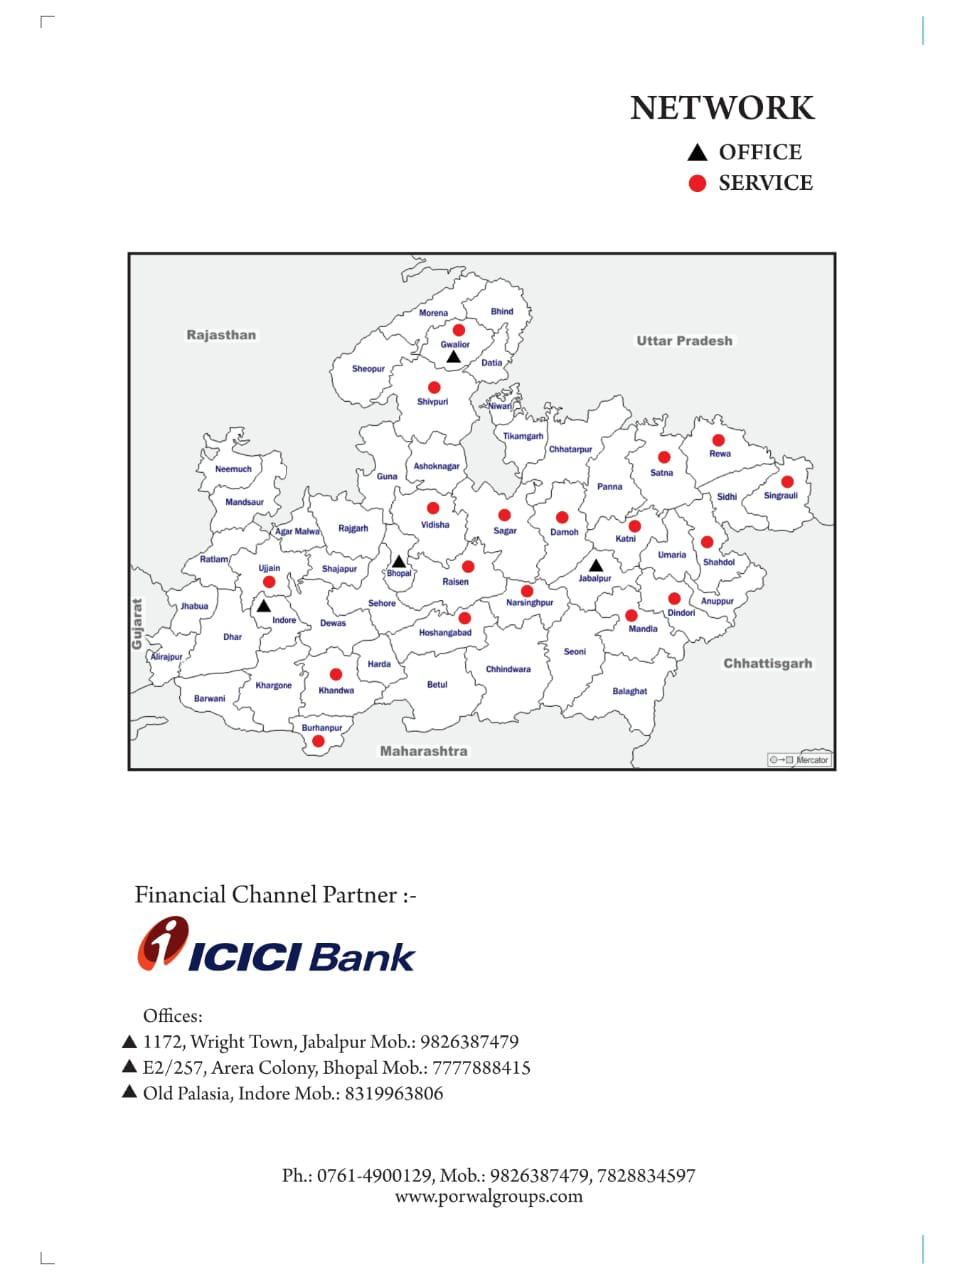 NETWORK
▲ OFFICE
● SERVICE
Rajasthan
Uttar Pradesh
Gujarat
Maharashtra
Chhattisgarh
Morena
Bhind
Gwalior
Datia
Sheopur
Shivpuri
Niwari
Tikamgarh
Chhatarpur
Neemuch
Ashoknagar
Guna
Panna
Satna
Rewa
Sidhi
Singrauli
Mandsaur
Agar Malwa
Rajgarh
Vidisha
Sagar
Damoh
Katni
Umaria
Shahdol
Ratlam
Ujjain
Shajapur
Bhopal
Raisen
Jabalpur
Narsinghpur
Dindori
Anuppur
Jhabua
Indore
Dewas
Sehore
Hoshangabad
Mandla
Dhar
Alirajpur
Seoni
Harda
Chhindwara
Khargone
Khandwa
Betul
Balaghat
Barwani
Burhanpur
Mercator
Financial Channel Partner :-
i ICICI Bank
Offices:
▲ 1172, Wright Town, Jabalpur Mob.: 9826387479
▲ E2/257, Arera Colony, Bhopal Mob.: 7777888415
▲ Old Palasia, Indore Mob.: 8319963806
Ph.: 0761-4900129, Mob.: 9826387479, 7828834597
www.porwalgroups.com